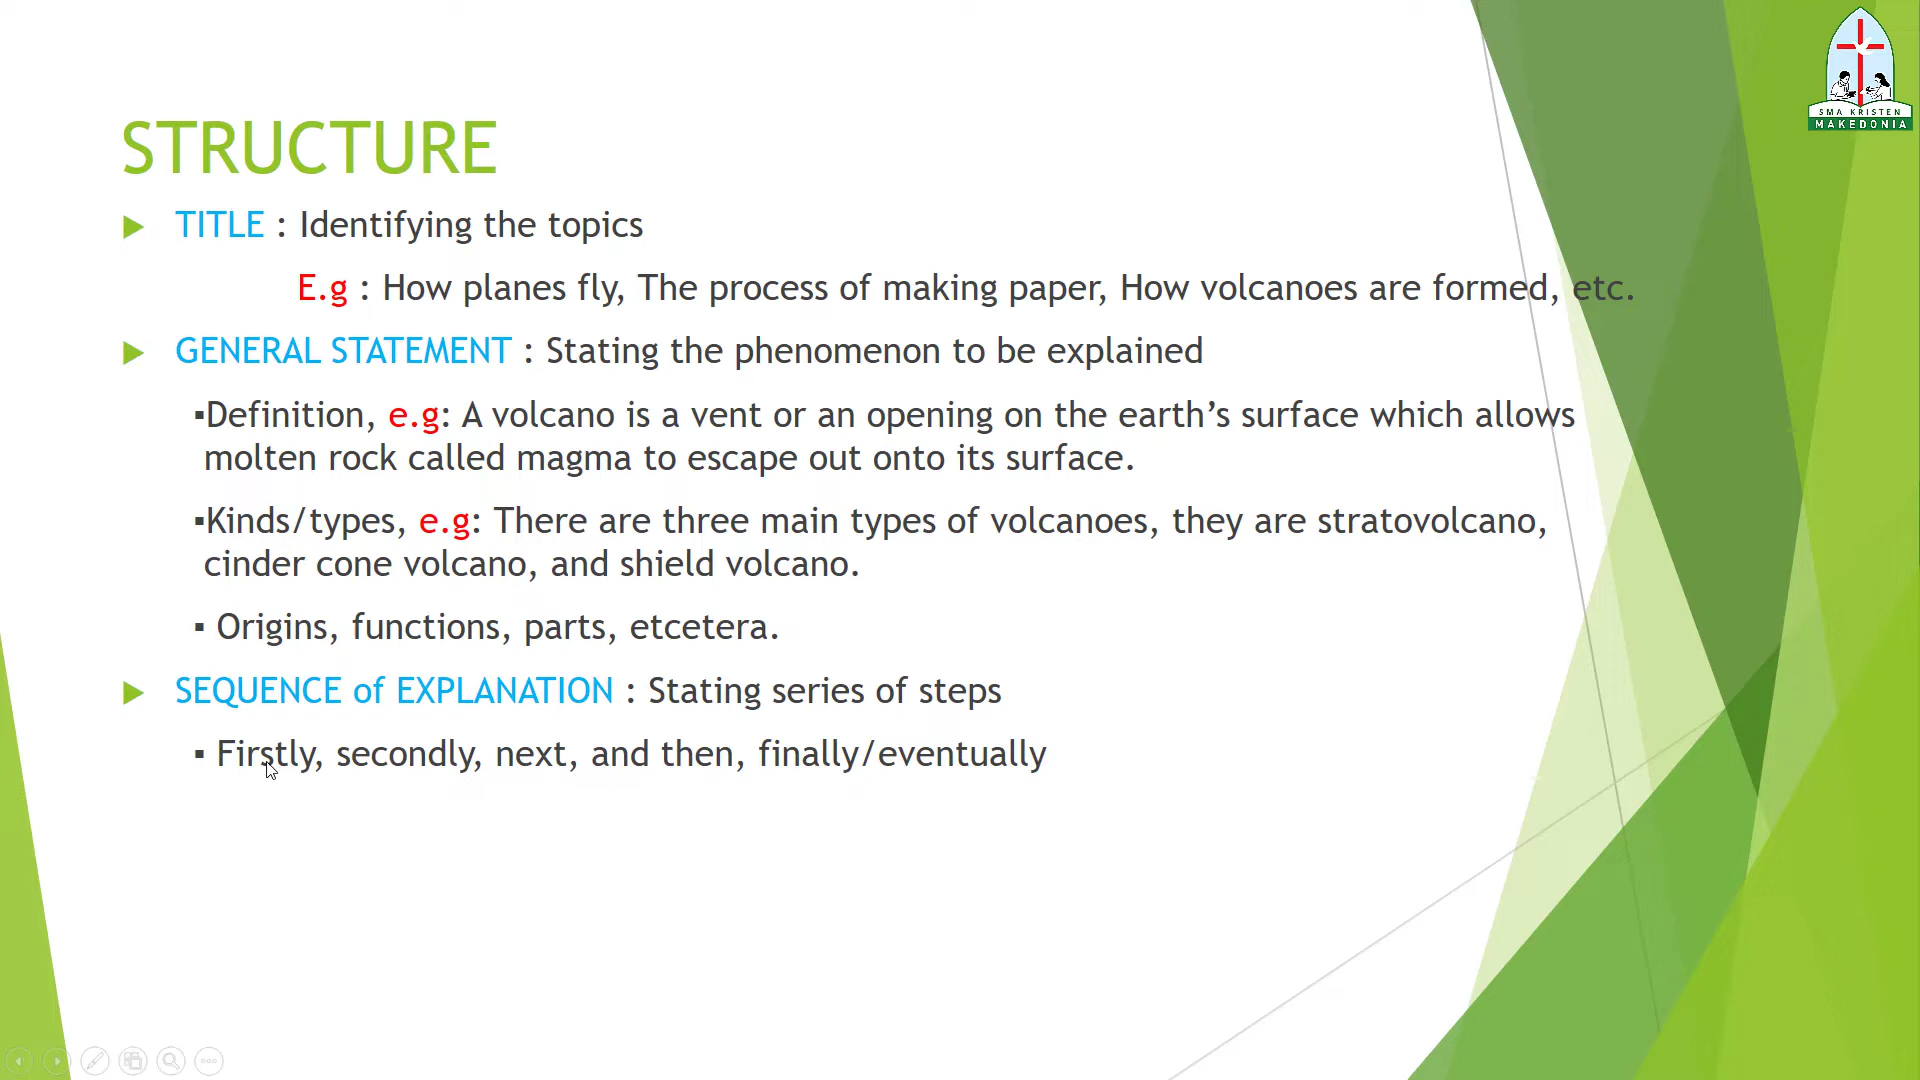 SMA KRISTEN
MAKEDONIA
STRUCTURE
TITLE : Identifying the topics
E.g : How planes fly, The process of making paper, How volcanoes are formed, etc.
GENERAL STATEMENT : Stating the phenomenon to be explained
▪Definition, e.g: A volcano is a vent or an opening on the earth’s surface which allows
molten rock called magma to escape out onto its surface.
▪Kinds/types, e.g: There are three main types of volcanoes, they are stratovolcano,
cinder cone volcano, and shield volcano.
▪ Origins, functions, parts, etcetera.
SEQUENCE of EXPLANATION : Stating series of steps
▪ Firstly, secondly, next, and then, finally/eventually